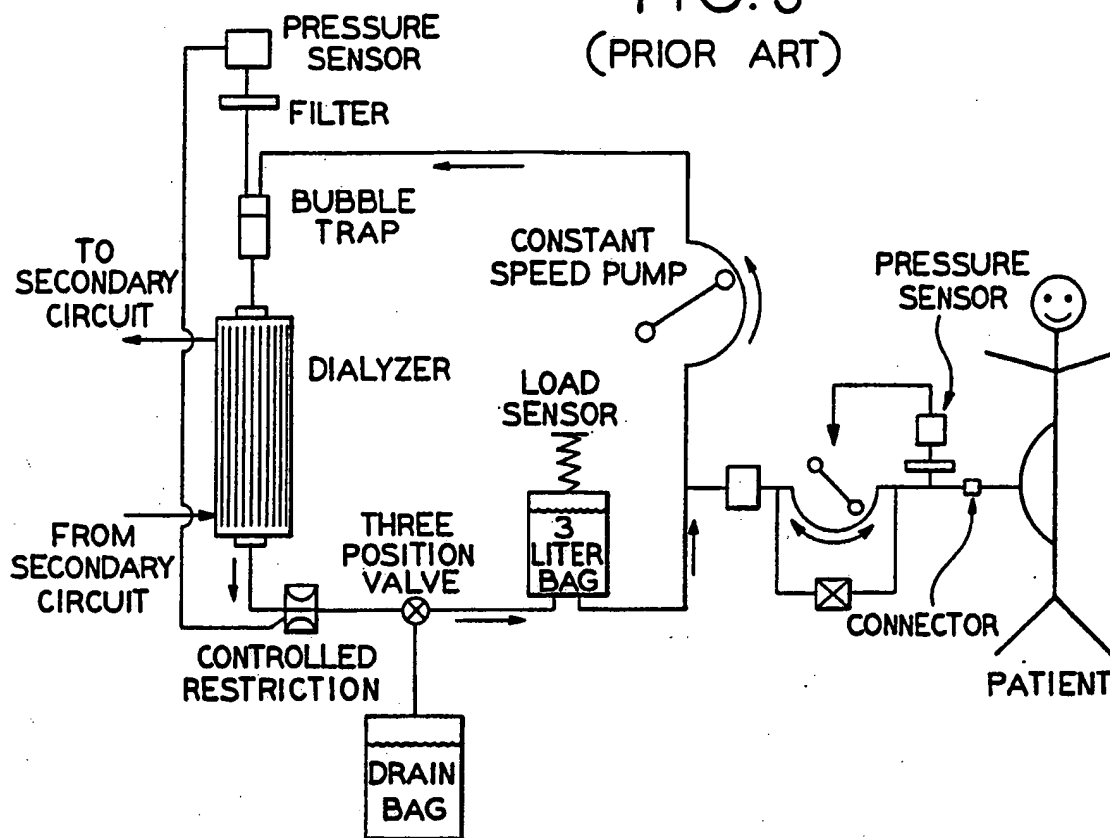 (PRIOR ART)
PRESSURE
SENSOR
FILTER
BUBBLE
TRAP
TO
SECONDARY
CIRCUIT
CONSTANT
SPEED PUMP
PRESSURE
SENSOR
DIALYZER
LOAD
SENSOR
3
LITER
BAG
FROM
SECONDARY
CIRCUIT
THREE
POSITION
VALVE
CONTROLLED
RESTRICTION
CONNECTOR
PATIENT
DRAIN
BAG